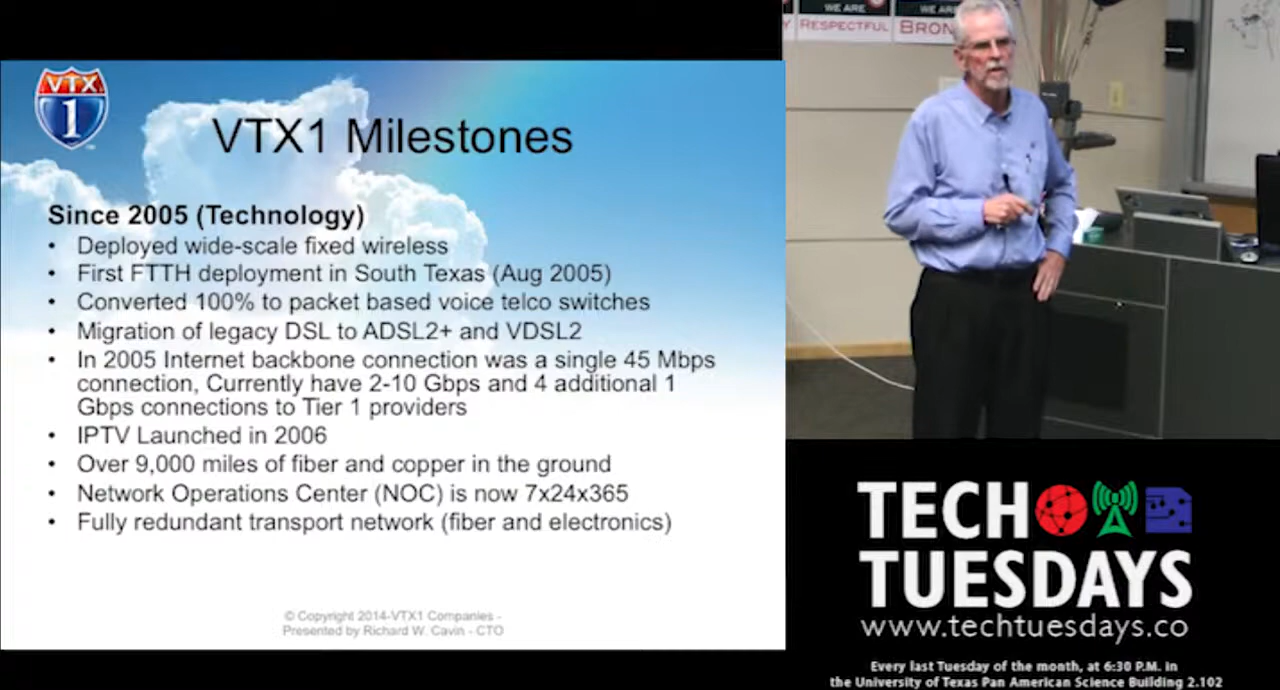 VTX
1
VTX1 Milestones
Since 2005 (Technology)
• Deployed wide-scale fixed wireless
• First FTTH deployment in South Texas (Aug 2005)
• Converted 100% to packet based voice telco switches
• Migration of legacy DSL to ADSL2+ and VDSL2
• In 2005 Internet backbone connection was a single 45 Mbps
connection, Currently have 2-10 Gbps and 4 additional 1
Gbps connections to Tier 1 providers
• IPTV Launched in 2006
• Over 9,000 miles of fiber and copper in the ground
• Network Operations Center (NOC) is now 7x24x365
• Fully redundant transport network (fiber and electronics)
© Copyright 2014-VTX1 Companies -
Presented by Richard W. Cavin - CTO
WE ARE
RESPECTFUL
WE ARE
TECH
TUESDAYS
www.techtuesdays.co
Every last Tuesday of the month, at 6:30 P.M. in
the University of Texas Pan American Science Building 2.102